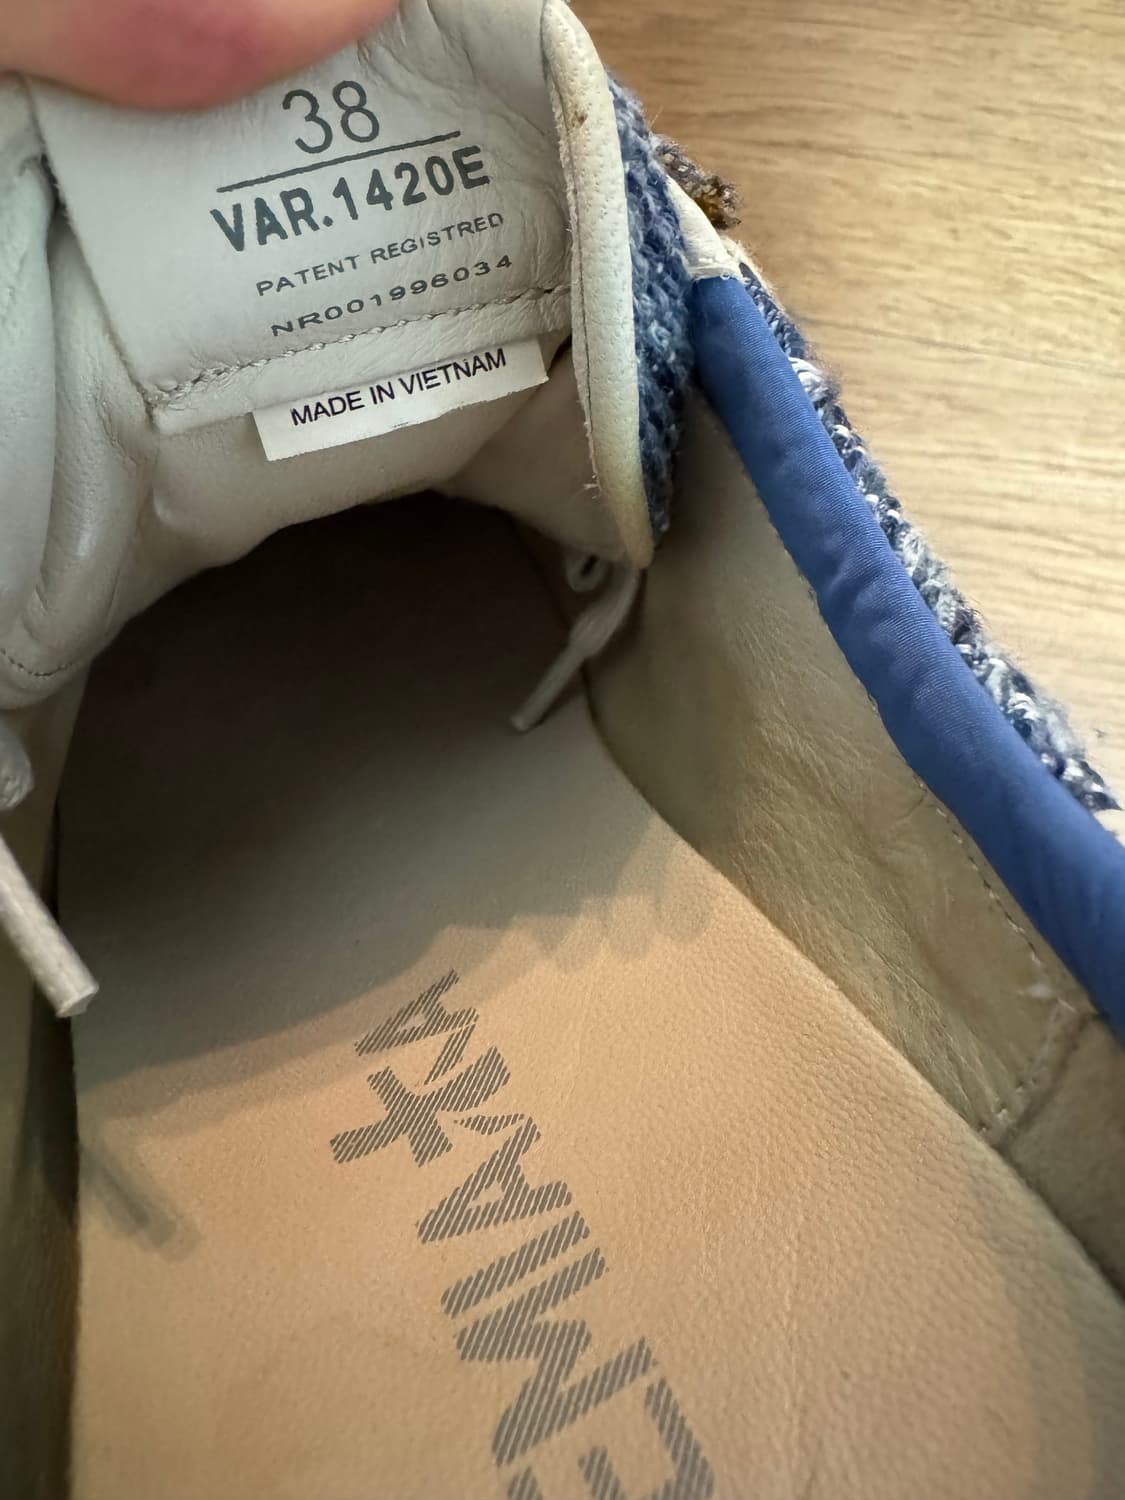 38
VAR.1420E
PATENT REGISTRED
NR001996034
MADE IN VIETNAM